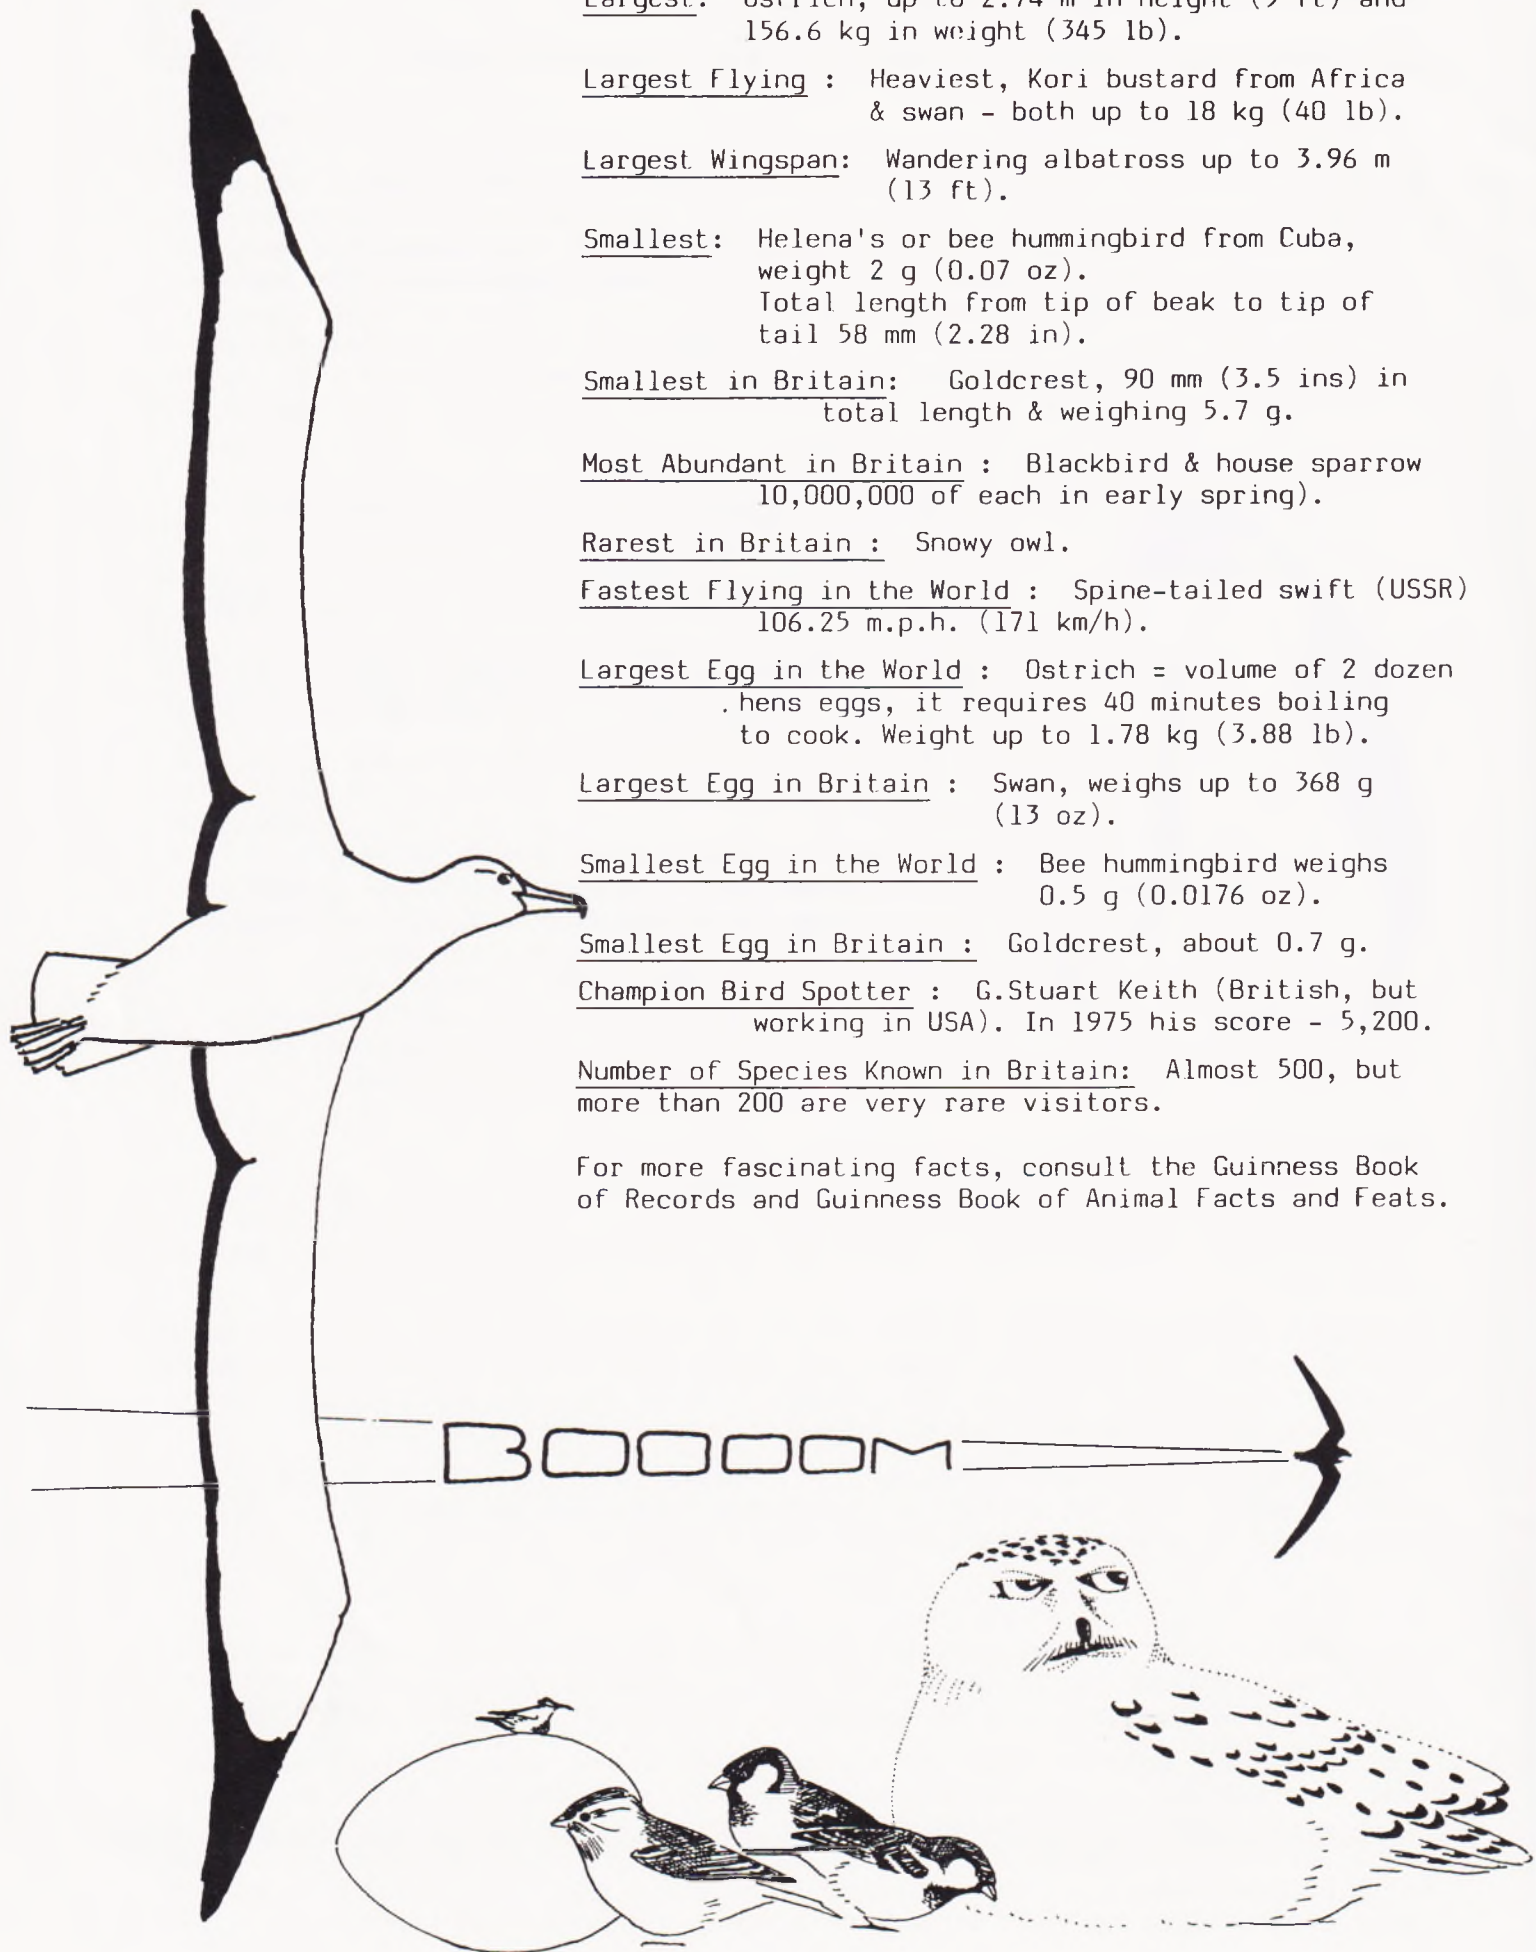 Largest: Ostrich, up to 2.74 m in height (9 ft) and
156.6 kg in weight (345 lb).
Largest Flying : Heaviest, Kori bustard from Africa
& swan - both up to 18 kg (40 lb).
Largest Wingspan: Wandering albatross up to 3.96 m
(13 ft).
Smallest: Helena's or bee hummingbird from Cuba,
weight 2 g (0.07 oz).
Total length from tip of beak to tip of
tail 58 mm (2.28 in).
Smallest in Britain: Goldcrest, 90 mm (3.5 ins) in
total length & weighing 5.7 g.
Most Abundant in Britain : Blackbird & house sparrow
10,000,000 of each in early spring).
Rarest in Britain : Snowy owl.
Fastest Flying in the World : Spine-tailed swift (USSR)
106.25 m.p.h. (171 km/h).
Largest Egg in the World : Ostrich = volume of 2 dozen
hens eggs, it requires 40 minutes boiling
to cook. Weight up to 1.78 kg (3.88 lb).
Largest Egg in Britain : Swan, weighs up to 368 g
(13 oz).
Smallest Egg in the World : Bee hummingbird weighs
0.5 g (0.0176 oz).
Smallest Egg in Britain : Goldcrest, about 0.7 g.
Champion Bird Spotter : G.Stuart Keith (British, but
working in USA). In 1975 his score - 5,200.
Number of Species Known in Britain: Almost 500, but
more than 200 are very rare visitors.
For more fascinating facts, consult the Guinness Book
of Records and Guinness Book of Animal Facts and Feats.
BOOOOM